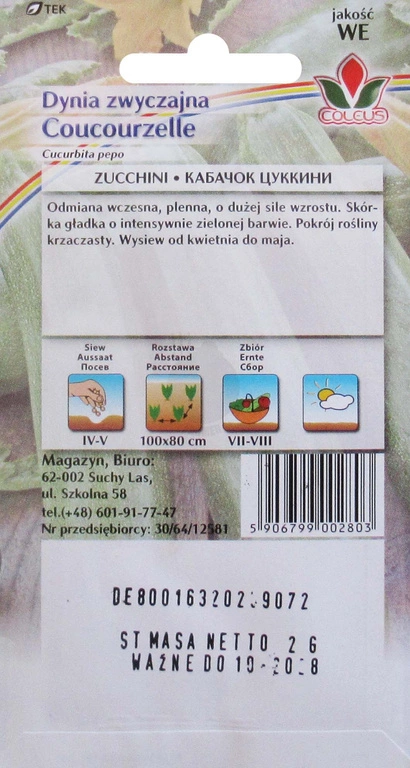 TEK
jakość
WE
COLEUS
Dynia zwyczajna
Coucourzelle
Cucurbita pepo
ZUCCHINI • КАБАЧОК ЦУККИНИ
Odmiana wczesna, plenna, o dużej sile wzrostu. Skór-
ka gładka o intensywnie zielonej barwie. Pokrój rośliny
krzaczasty. Wysiew od kwietnia do maja.
Siew
Aussaat
Посев
Rozstawa
Abstand
Расстояние
Zbiór
Ernte
Сбор
IV-V
100x80 cm
VII-VIII
Magazyn, Biuro:
62-002 Suchy Las,
ul. Szkolna 58
tel.(+48) 601-91-77-47
Nr przedsiębiorcy: 30/64/12581
5 906799 002803
ST MASA NETTO 2 G
WAŻNE DO